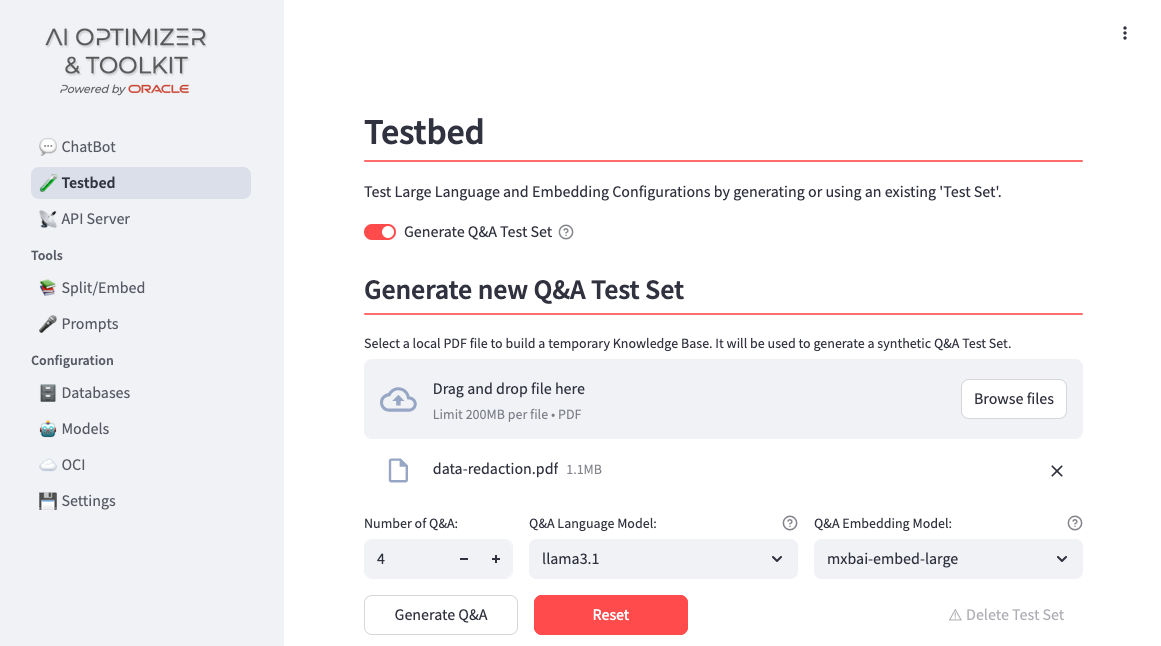 AI OPTIMIZER
& TOOLKIT
Powered by ORACLE
ChatBot
Testbed
API Server
Tools
Split/Embed
Prompts
Configuration
Databases
Models
OCI
Settings
Testbed
Test Large Language and Embedding Configurations by generating or using an existing 'Test Set'.
Generate Q&A Test Set
Generate new Q&A Test Set
Select a local PDF file to build a temporary Knowledge Base. It will be used to generate a synthetic Q&A Test Set.
Drag and drop file here
Limit 200MB per file • PDF
Browse files
data-redaction.pdf 1.1MB
Number of Q&A: Q&A Language Model: Q&A Embedding Model:
4 − + llama3.1 mxbai-embed-large
Generate Q&A Reset ⚠ Delete Test Set